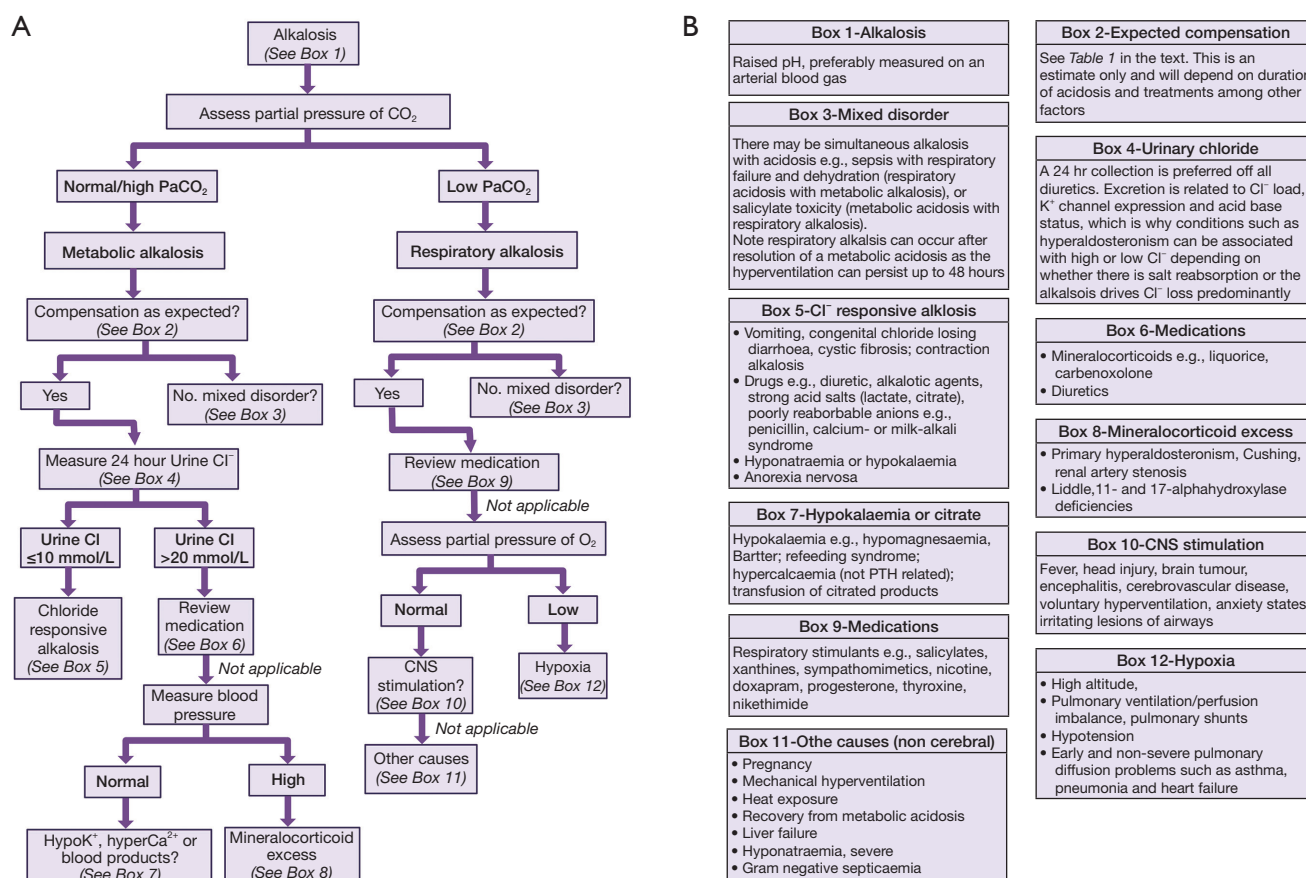 A
Alkalosis
(See Box 1)
Assess partial pressure of CO₂
Normal/high PaCO₂
Low PaCO₂
Metabolic alkalosis
Respiratory alkalosis
Compensation as expected?
(See Box 2)
Compensation as expected?
(See Box 2)
Yes
No. mixed disorder?
(See Box 3)
Yes
No. mixed disorder?
(See Box 3)
Measure 24 hour Urine Cl⁻
(See Box 4)
Review medication
(See Box 9)
Not applicable
Urine Cl
≤10 mmol/L
Urine Cl
>20 mmol/L
Assess partial pressure of O₂
Chloride
responsive
alkalosis
(See Box 5)
Review
medication
(See Box 6)
Not applicable
Normal
Low
CNS
stimulation?
(See Box 10)
Hypoxia
(See Box 12)
Measure blood
pressure
Not applicable
Other causes
(See Box 11)
Normal
High
HypoK⁺, hyperCa²⁺ or
blood products?
(See Box 7)
Mineralocorticoid
excess
(See Box 8)
B
Box 1-Alkalosis
Raised pH, preferably measured on an
arterial blood gas
Box 2-Expected compensation
See Table 1 in the text. This is an
estimate only and will depend on duration
of acidosis and treatments among other
factors
Box 3-Mixed disorder
There may be simultaneous alkalosis
with acidosis e.g., sepsis with respiratory
failure and dehydration (respiratory
acidosis with metabolic alkalosis), or
salicylate toxicity (metabolic acidosis with
respiratory alkalosis).
Note respiratory alkalsis can occur after
resolution of a metabolic acidosis as the
hyperventilation can persist up to 48 hours
Box 4-Urinary chloride
A 24 hr collection is preferred off all
diuretics. Excretion is related to Cl⁻ load,
K⁺ channel expression and acid base
status, which is why conditions such as
hyperaldosteronism can be associated
with high or low Cl⁻ depending on
whether there is salt reabsorption or the
alkalsois drives Cl⁻ loss predominantly
Box 5-Cl⁻ responsive alklosis
• Vomiting, congenital chloride losing
diarrhoea, cystic fibrosis; contraction
alkalosis
• Drugs e.g., diuretic, alkalotic agents,
strong acid salts (lactate, citrate),
poorly reaborbable anions e.g.,
penicillin, calcium- or milk-alkali
syndrome
• Hyponatraemia or hypokalaemia
• Anorexia nervosa
Box 6-Medications
• Mineralocorticoids e.g., liquorice,
carbenoxolone
• Diuretics
Box 7-Hypokalaemia or citrate
Hypokalaemia e.g., hypomagnesaemia,
Bartter; refeeding syndrome;
hypercalcaemia (not PTH related);
transfusion of citrated products
Box 8-Mineralocorticoid excess
• Primary hyperaldosteronism, Cushing,
renal artery stenosis
• Liddle,11- and 17-alphahydroxylase
deficiencies
Box 9-Medications
Respiratory stimulants e.g., salicylates,
xanthines, sympathomimetics, nicotine,
doxapram, progesterone, thyroxine,
nikethimide
Box 10-CNS stimulation
Fever, head injury, brain tumour,
encephalitis, cerebrovascular disease,
voluntary hyperventilation, anxiety states
irritating lesions of airways
Box 11-Othe causes (non cerebral)
• Pregnancy
• Mechanical hyperventilation
• Heat exposure
• Recovery from metabolic acidosis
• Liver failure
• Hyponatraemia, severe
• Gram negative septicaemia
Box 12-Hypoxia
• High altitude,
• Pulmonary ventilation/perfusion
imbalance, pulmonary shunts
• Hypotension
• Early and non-severe pulmonary
diffusion problems such as asthma,
pneumonia and heart failure